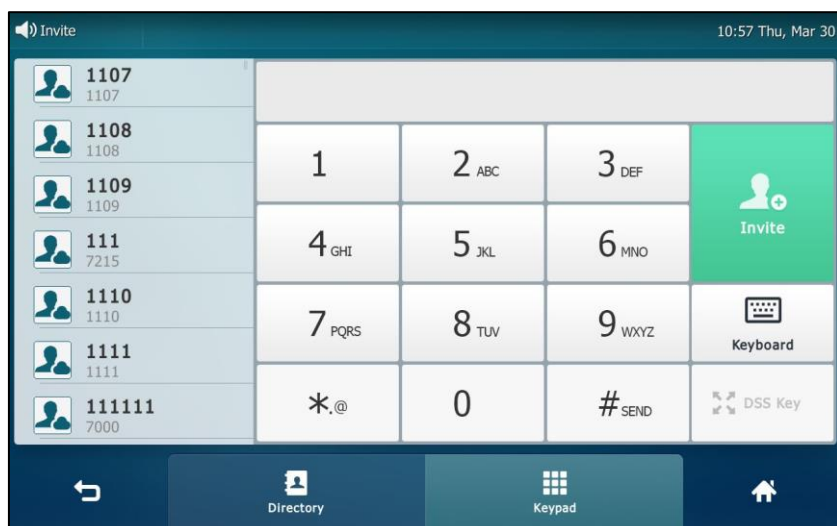 Invite
10:57 Thu, Mar 30
1107
1107
1108
1108
1109
1109
111
7215
1110
1110
1111
1111
111111
7000
1
2 ABC
3 DEF
Invite
4 GHI
5 JKL
6 MNO
7 PQRS
8 TUV
9 WXYZ
Keyboard
*.@
0
# SEND
DSS Key
Directory
Keypad